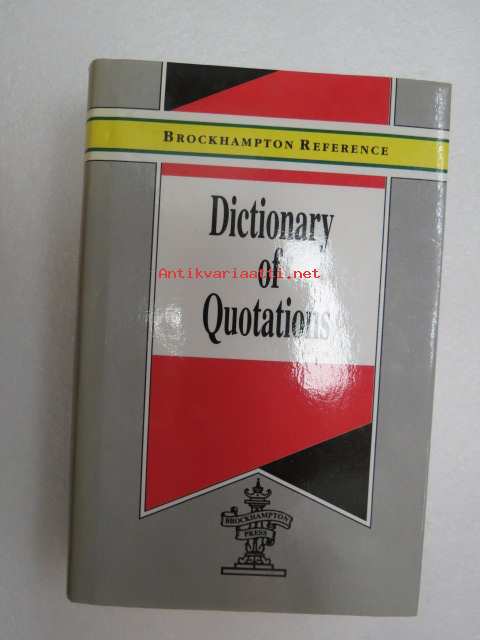 BROCKHAMPTON REFERENCE
Dictionary
Antikvariaatti.net
of
Quotations
BROCKHAMPTON
PRESS